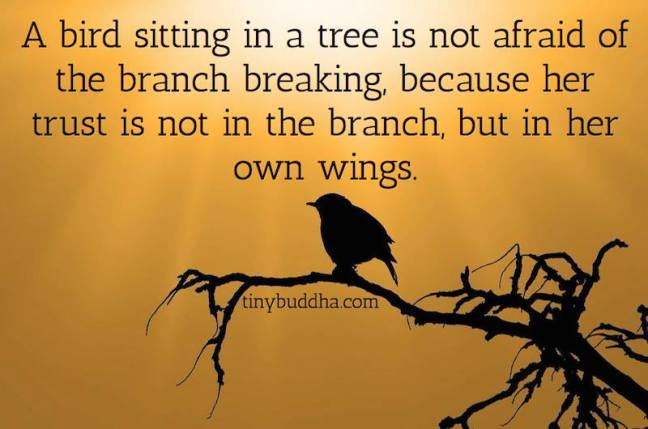 A bird sitting in a tree is not afraid of
the branch breaking, because her
trust is not in the branch, but in her
own wings.
tinybuddha.com